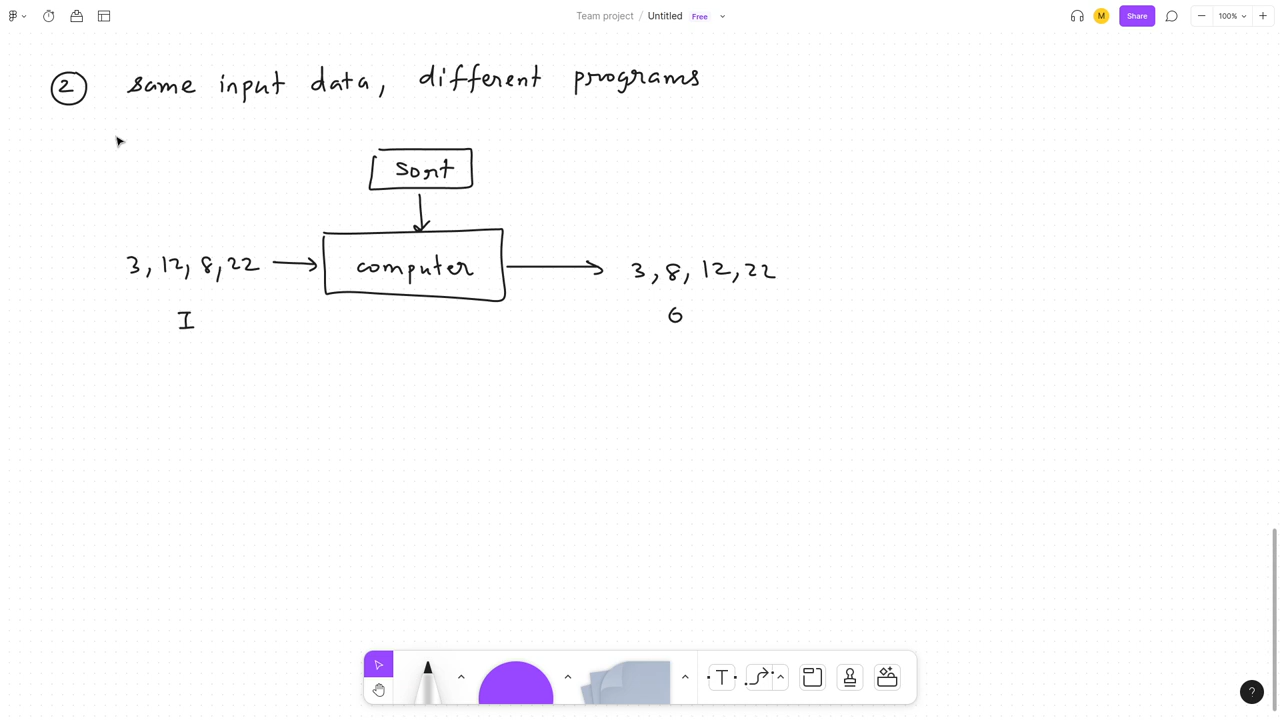 Team project / Untitled Free
M
Share
100%
2 same input data, different programs
sort
3, 12, 8, 22
computer
3, 8, 12, 22
I
O
T
?